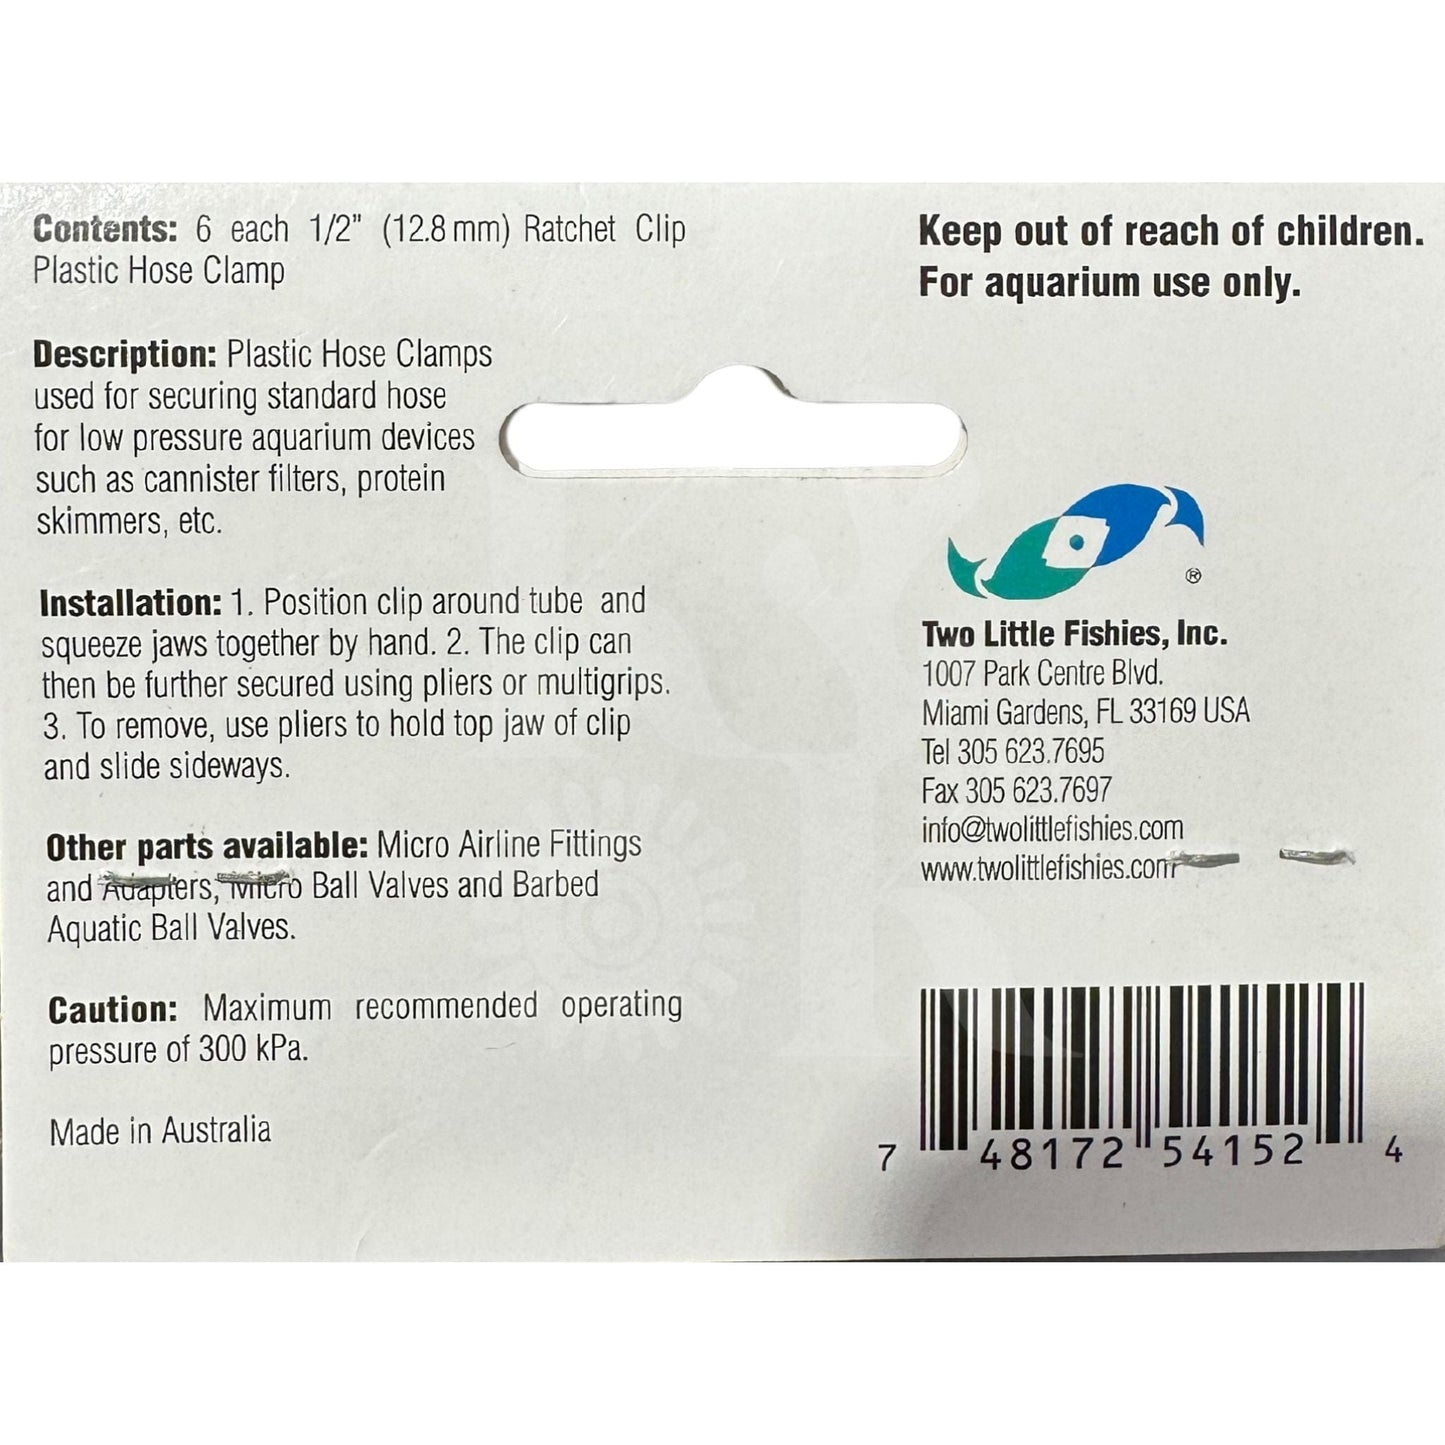 Contents: 6 each 1/2" (12.8 mm) Ratchet Clip
Plastic Hose Clamp
Description: Plastic Hose Clamps
used for securing standard hose
for low pressure aquarium devices
such as cannister filters, protein
skimmers, etc.
Installation: 1. Position clip around tube and
squeeze jaws together by hand. 2. The clip can
then be further secured using pliers or multigrips.
3. To remove, use pliers to hold top jaw of clip
and slide sideways.
Other parts available: Micro Airline Fittings
and Adapters, Micro Ball Valves and Barbed
Aquatic Ball Valves.
Caution: Maximum recommended operating
pressure of 300 kPa.
Made in Australia
Keep out of reach of children.
For aquarium use only.
®
Two Little Fishies, Inc.
1007 Park Centre Blvd.
Miami Gardens, FL 33169 USA
Tel 305 623.7695
Fax 305 623.7697
info@twolittlefishies.com
www.twolittlefishies.com
7 48172 54152 4